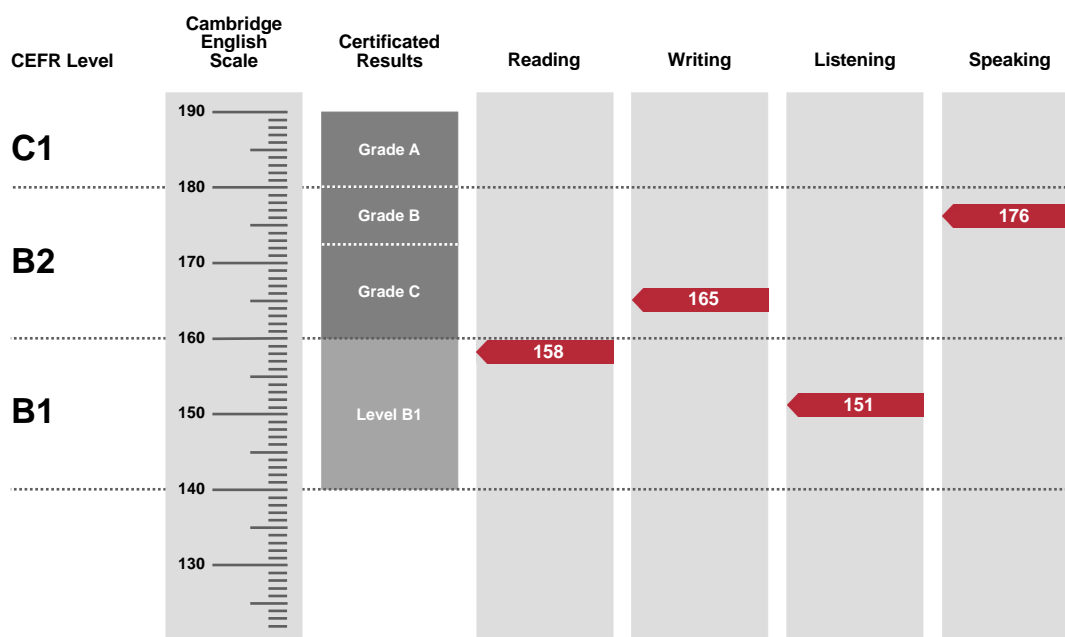 CEFR Level
Cambridge
English
Scale
Certificated
Results
Reading
Writing
Listening
Speaking
190
C1
Grade A
180
Grade B
176
B2
170
Grade C
165
160
158
B1
150
Level B1
151
140
130